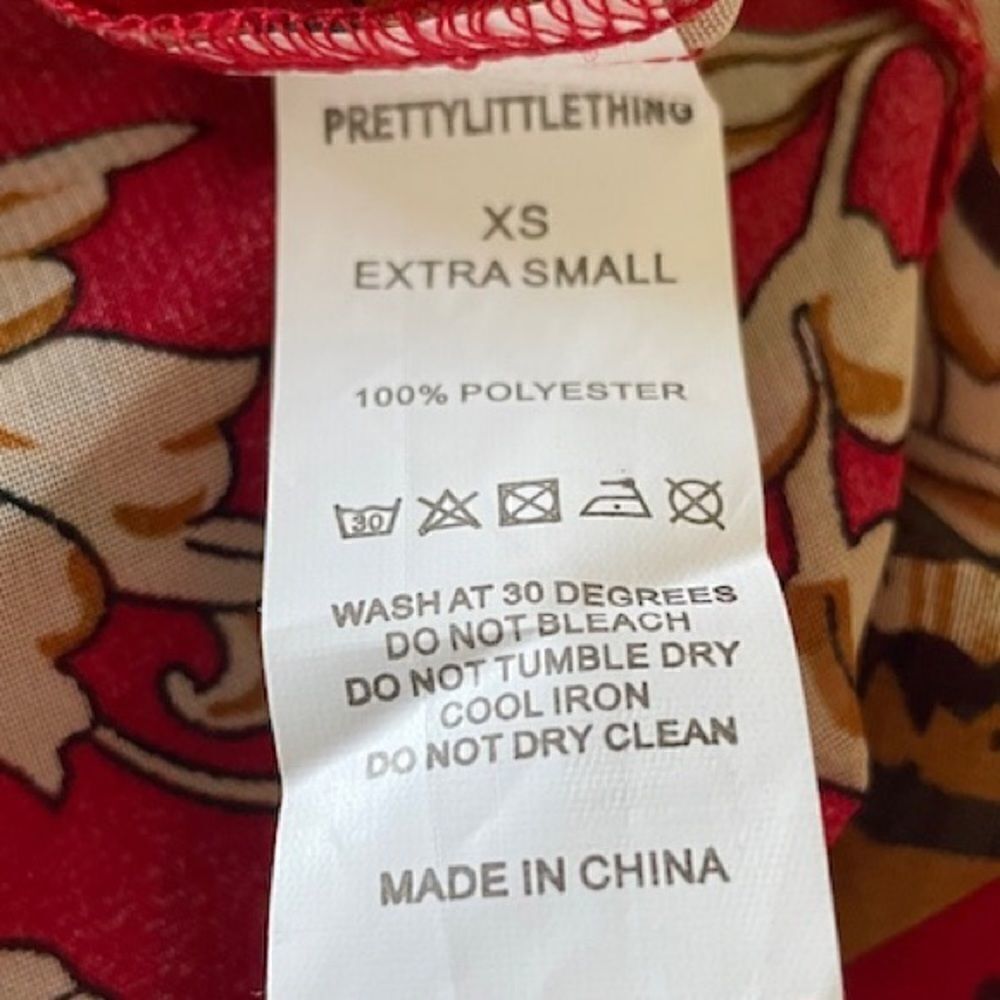 PRETTYLITTLETHING
XS
EXTRA SMALL
100% POLYESTER
30
WASH AT 30 DEGREES
DO NOT BLEACH
DO NOT TUMBLE DRY
COOL IRON
DO NOT DRY CLEAN
MADE IN CHINA